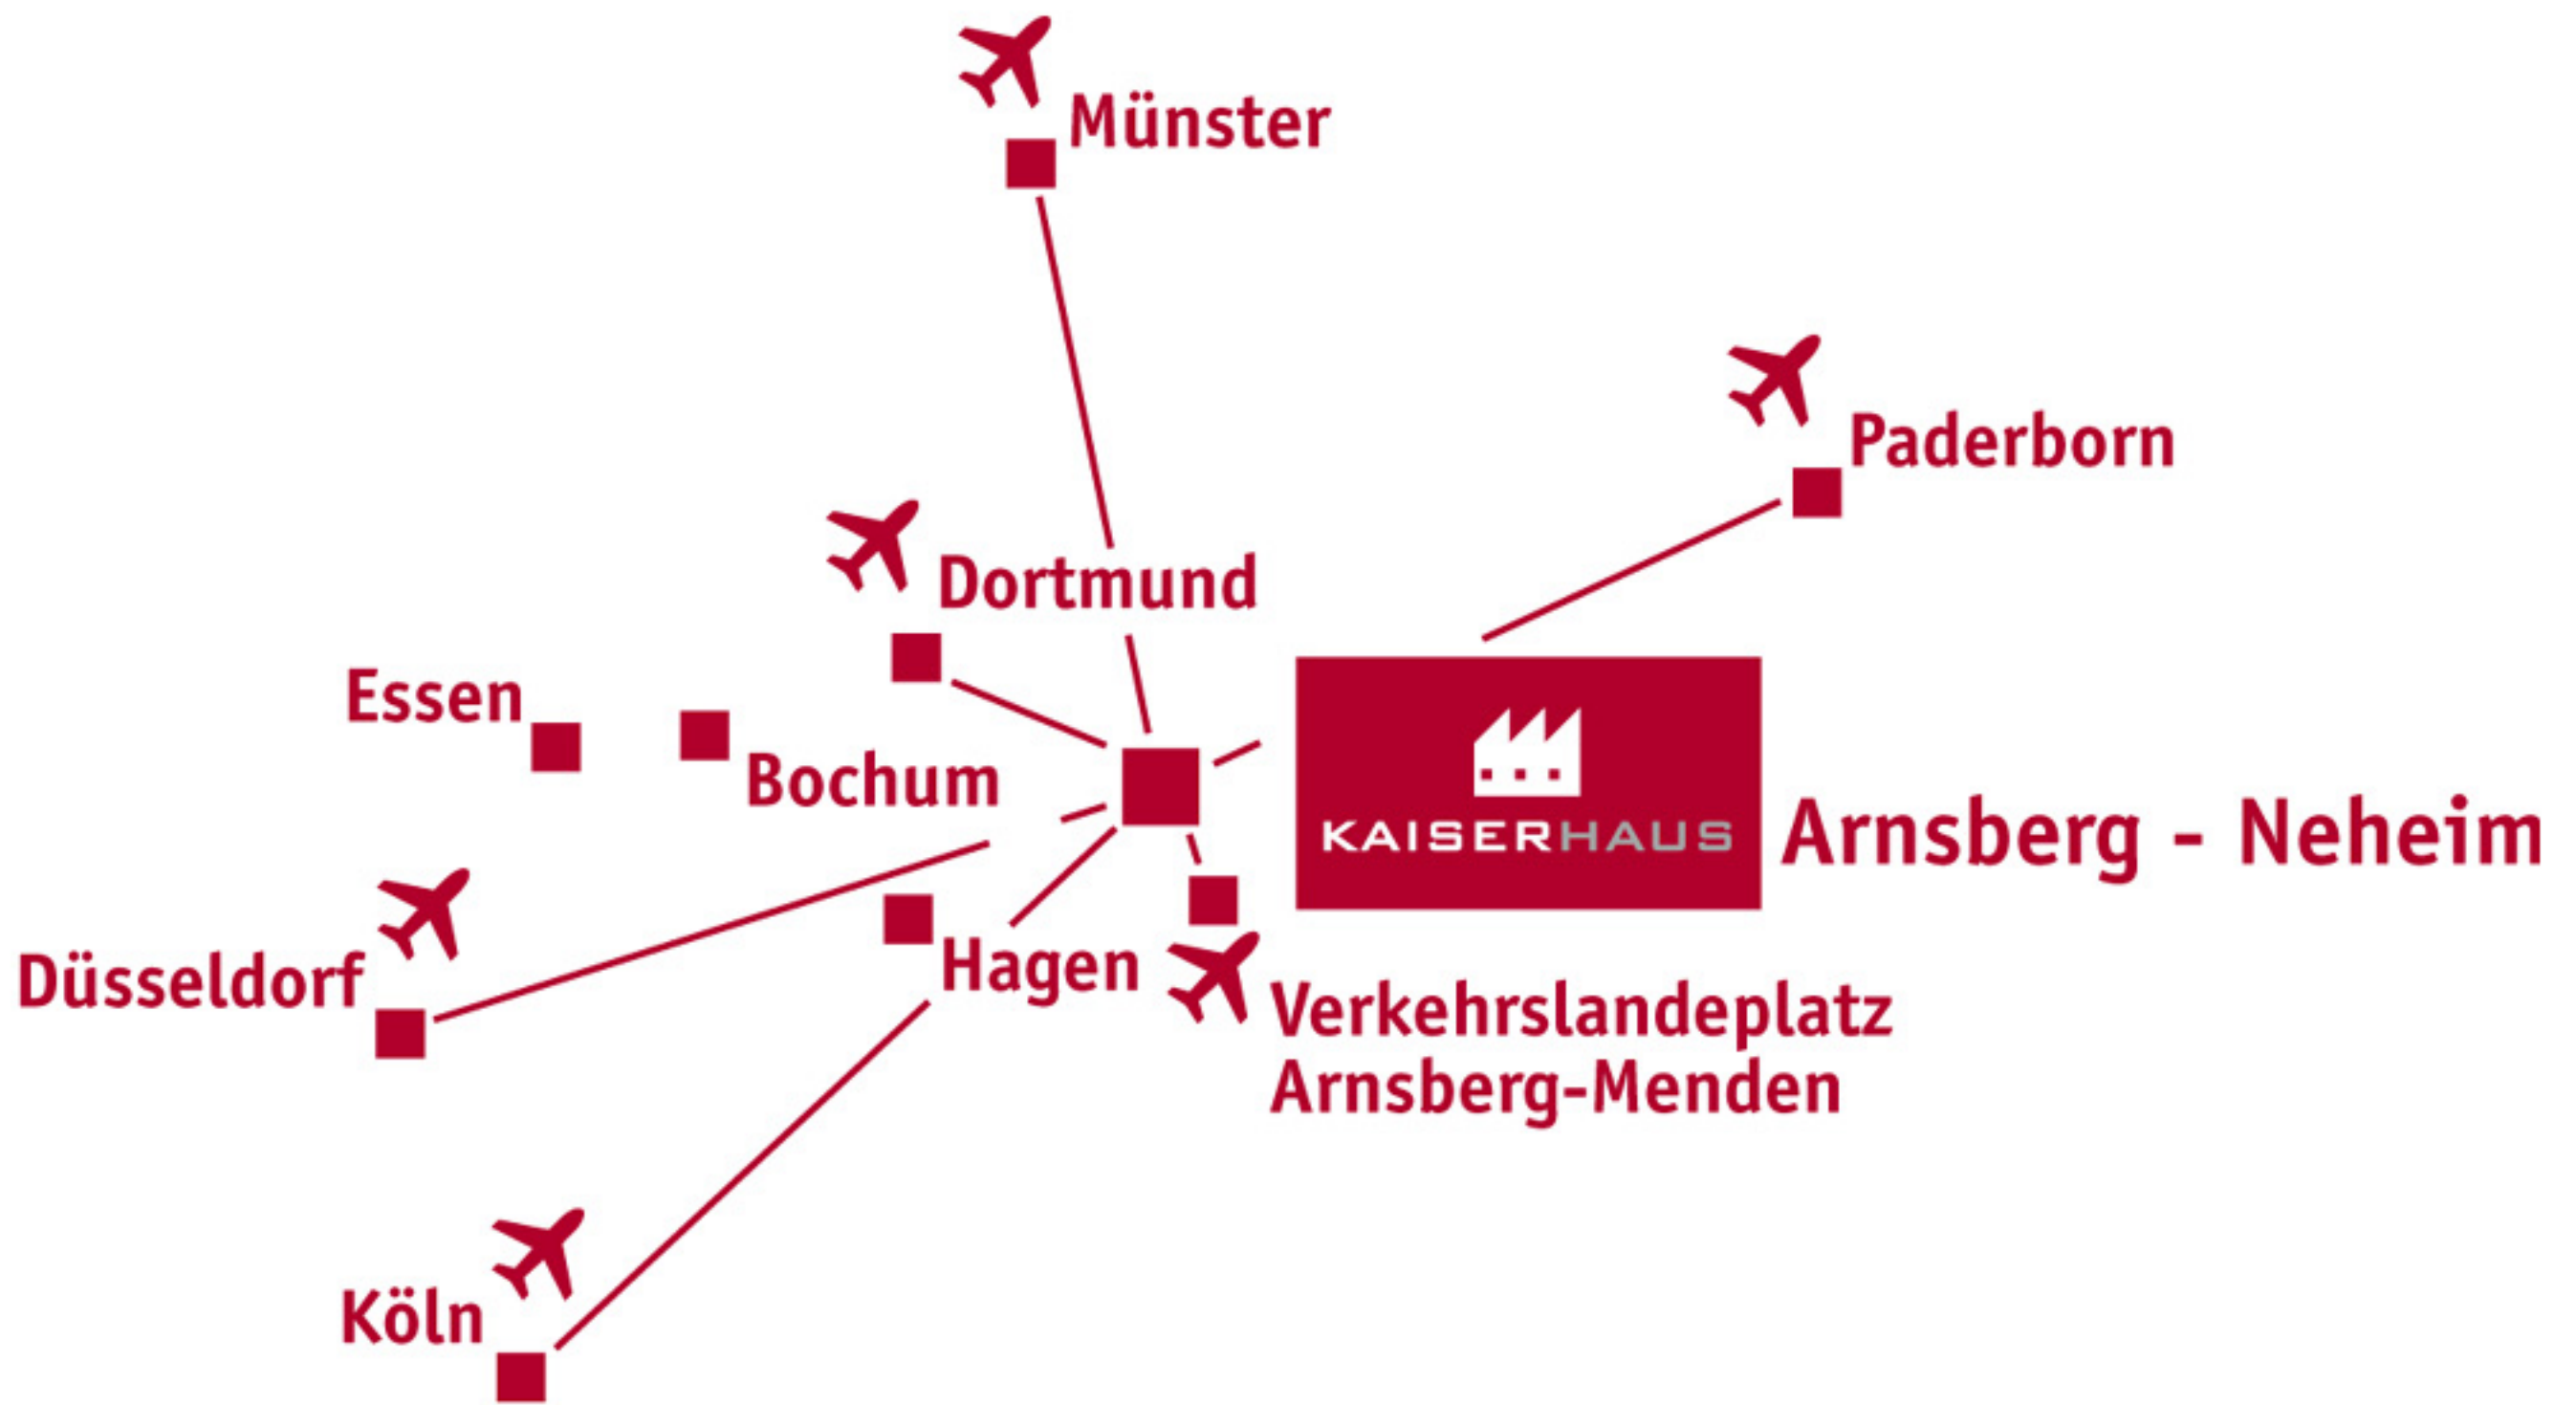 Münster
Paderborn
Dortmund
Essen
Bochum
KAISERHAUS
Arnsberg - Neheim
Düsseldorf
Hagen
Verkehrslandeplatz
Arnsberg-Menden
Köln